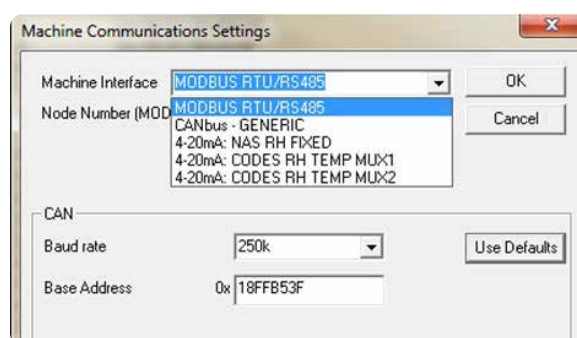 Machine Communications Settings
Machine Interface MODBUS RTU/RS485 OK
Node Number (MOD
MODBUS RTU/RS485
CANbus - GENERIC
4-20mA: NAS RH FIXED
4-20mA: CODES RH TEMP MUX1
4-20mA: CODES RH TEMP MUX2
Cancel
CAN
Baud rate 250k Use Defaults
Base Address 0x 18FFB53F